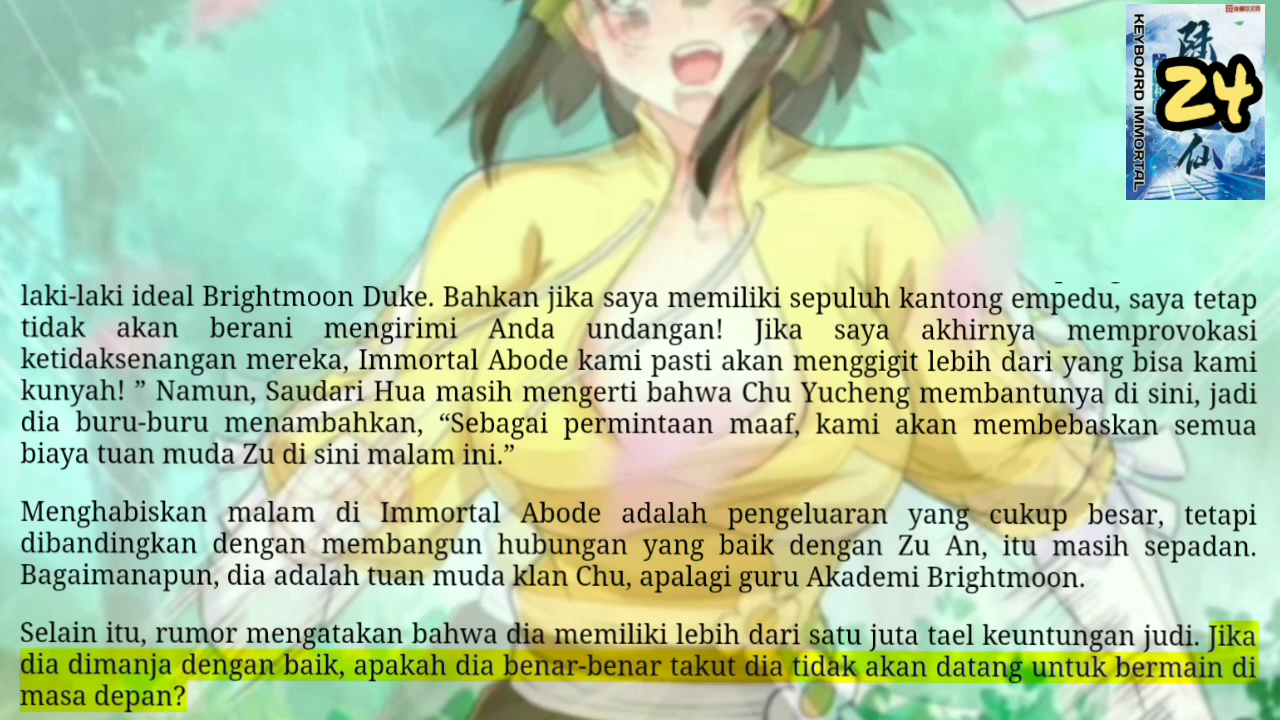 KEYBOARD IMMORTAL
陆
仙
24
laki-laki ideal Brightmoon Duke. Bahkan jika saya memiliki sepuluh kantong empedu, saya tetap
tidak akan berani mengirimi Anda undangan! Jika saya akhirnya memprovokasi
ketidaksenangan mereka, Immortal Abode kami pasti akan menggigit lebih dari yang bisa kami
kunyah! ” Namun, Saudari Hua masih mengerti bahwa Chu Yucheng membantunya di sini, jadi
dia buru-buru menambahkan, “Sebagai permintaan maaf, kami akan membebaskan semua
biaya tuan muda Zu di sini malam ini.”
Menghabiskan malam di Immortal Abode adalah pengeluaran yang cukup besar, tetapi
dibandingkan dengan membangun hubungan yang baik dengan Zu An, itu masih sepadan.
Bagaimanapun, dia adalah tuan muda klan Chu, apalagi guru Akademi Brightmoon.
Selain itu, rumor mengatakan bahwa dia memiliki lebih dari satu juta tael keuntungan judi. Jika
dia dimanja dengan baik, apakah dia benar-benar takut dia tidak akan datang untuk bermain di
masa depan?